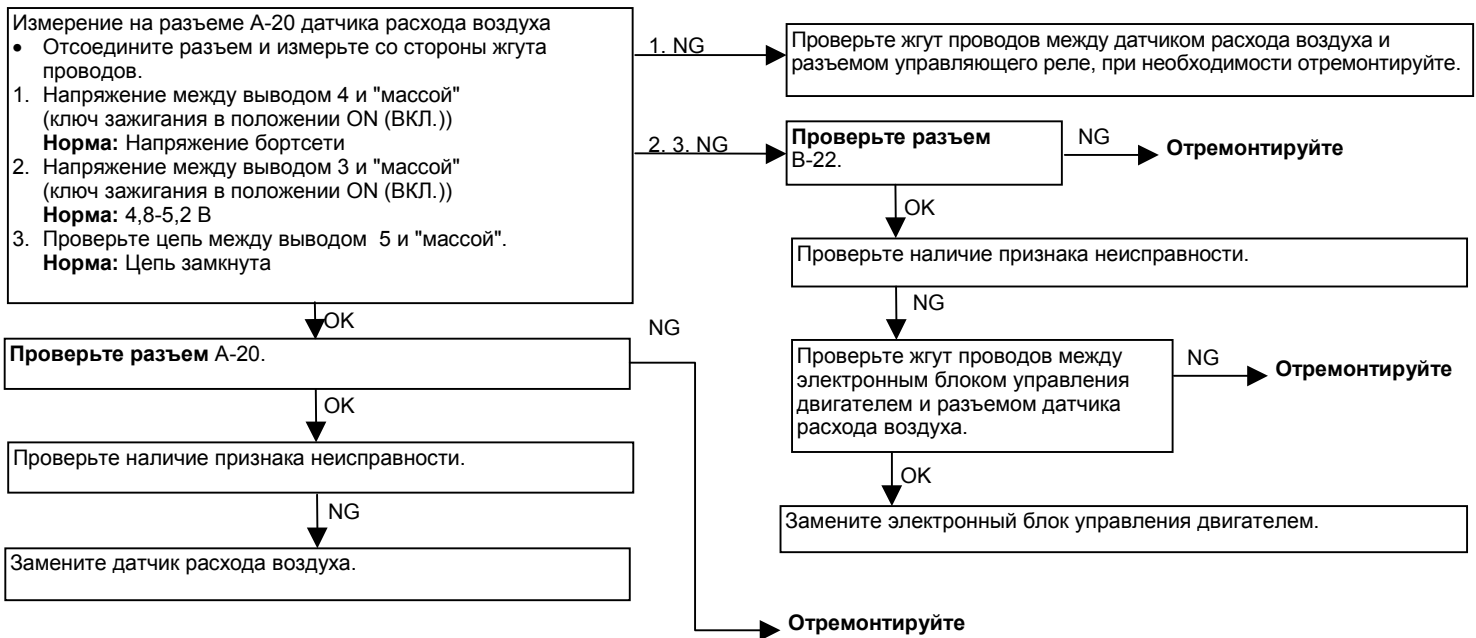 Измерение на разъеме А-20 датчика расхода воздуха
• Отсоедините разъем и измерьте со стороны жгута
проводов.
1. Напряжение между выводом 4 и "массой"
(ключ зажигания в положении ON (ВКЛ.))
Норма: Напряжение бортсети
2. Напряжение между выводом 3 и "массой"
(ключ зажигания в положении ON (ВКЛ.))
Норма: 4,8-5,2 В
3. Проверьте цепь между выводом 5 и "массой".
Норма: Цепь замкнута
1. NG
Проверьте жгут проводов между датчиком расхода воздуха и
разъемом управляющего реле, при необходимости отремонтируйте.
2. 3. NG
Проверьте разъем
В-22.
NG
Отремонтируйте
OK
Проверьте наличие признака неисправности.
NG
Проверьте жгут проводов между
электронным блоком управления
двигателем и разъемом датчика
расхода воздуха.
NG
Отремонтируйте
OK
Замените электронный блок управления двигателем.
OK
Проверьте разъем А-20.
NG
Отремонтируйте
OK
Проверьте наличие признака неисправности.
NG
Замените датчик расхода воздуха.